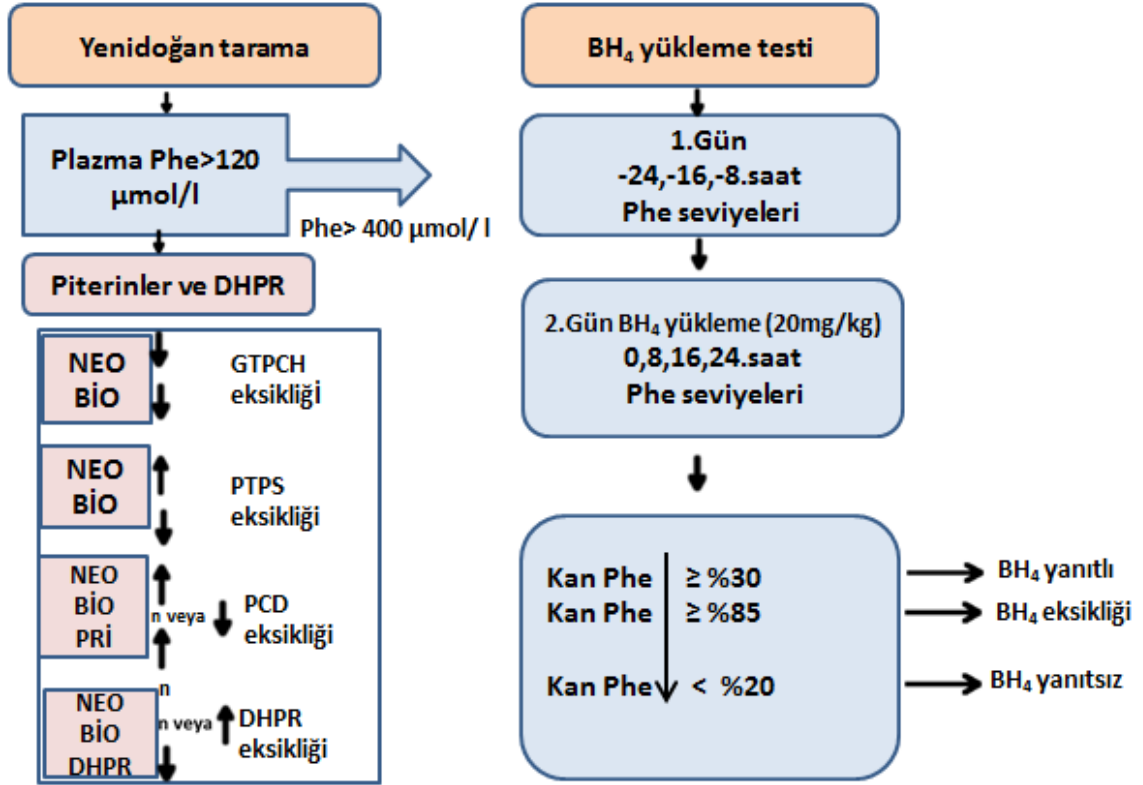 Yenidoğan tarama
Plazma Phe>120
µmol/l
Phe> 400 µmol/ l
Piterinler ve DHPR
NEO
BİO
GTPCH
eksikliği
NEO
BİO
PTPS
eksikliği
NEO
BİO
PRİ
n veya
PCD
eksikliği
n
NEO
BİO
DHPR
n veya
DHPR
eksikliği
BH₄ yükleme testi
1.Gün
-24,-16,-8.saat
Phe seviyeleri
2.Gün BH₄ yükleme (20mg/kg)
0,8,16,24.saat
Phe seviyeleri
Kan Phe ≥ %30
BH₄ yanıtlı
Kan Phe ≥ %85
BH₄ eksikliği
Kan Phe < %20
BH₄ yanıtsız